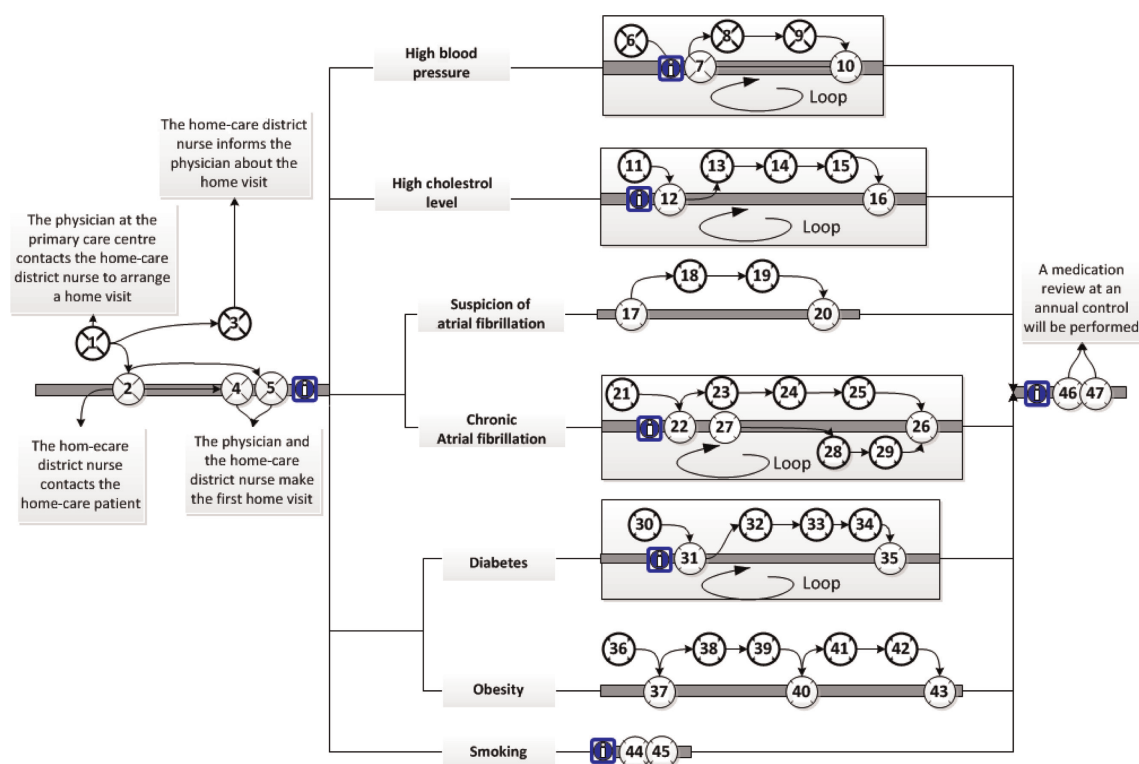 High blood
pressure
6
8
9
i
7
10
Loop
The home-care district
nurse informs the
physician about the
home visit
High cholestrol
level
11
13
14
15
i
12
16
Loop
The physician at the
primary care centre
contacts the home-care
district nurse to arrange
a home visit
Suspicion of
atrial fibrillation
18
19
17
20
A medication
review at an
annual control
will be performed
1
3
2
4
5
i
The hom-ecare
district nurse
contacts the
home-care patient
The physician and
the home-care
district nurse make
the first home visit
Chronic
Atrial fibrillation
21
23
24
25
i
22
27
26
28
29
Loop
i
46
47
Diabetes
30
32
33
34
i
31
35
Loop
Obesity
36
38
39
41
42
37
40
43
Smoking
i
44
45